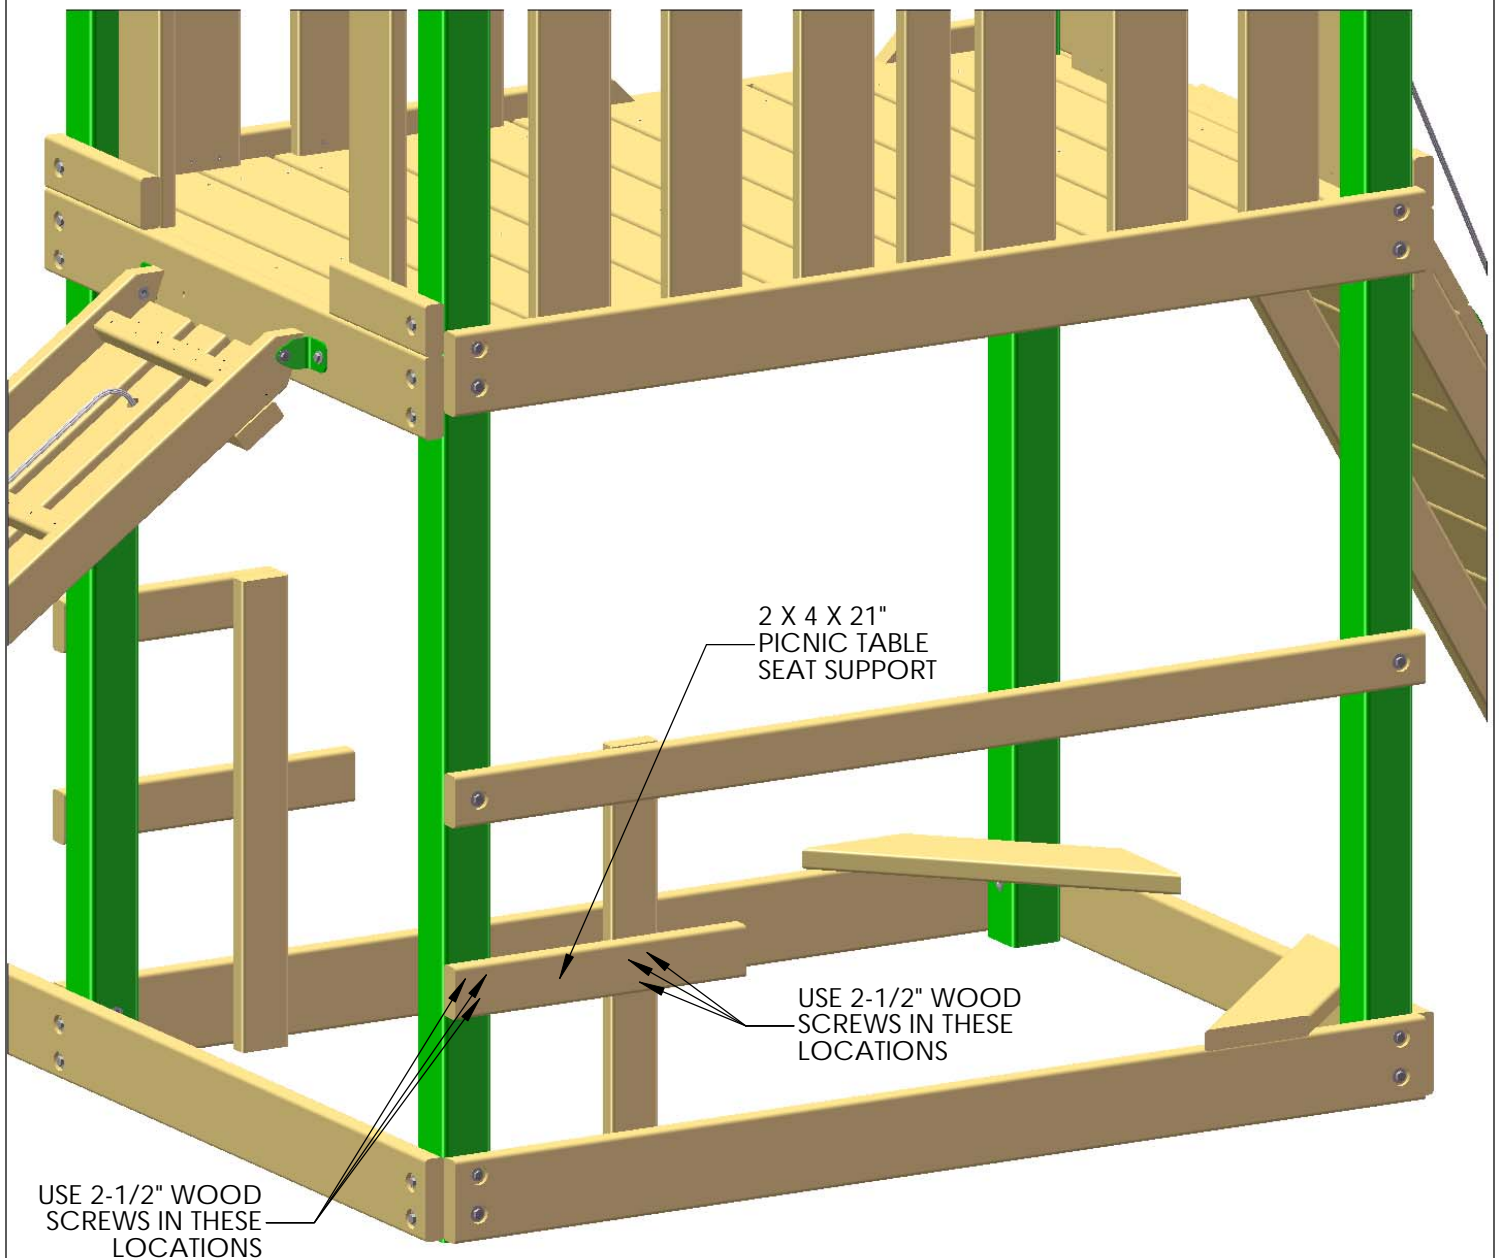 2 X 4 X 21"
PICNIC TABLE
SEAT SUPPORT
USE 2-1/2" WOOD
SCREWS IN THESE
LOCATIONS
USE 2-1/2" WOOD
SCREWS IN THESE
LOCATIONS